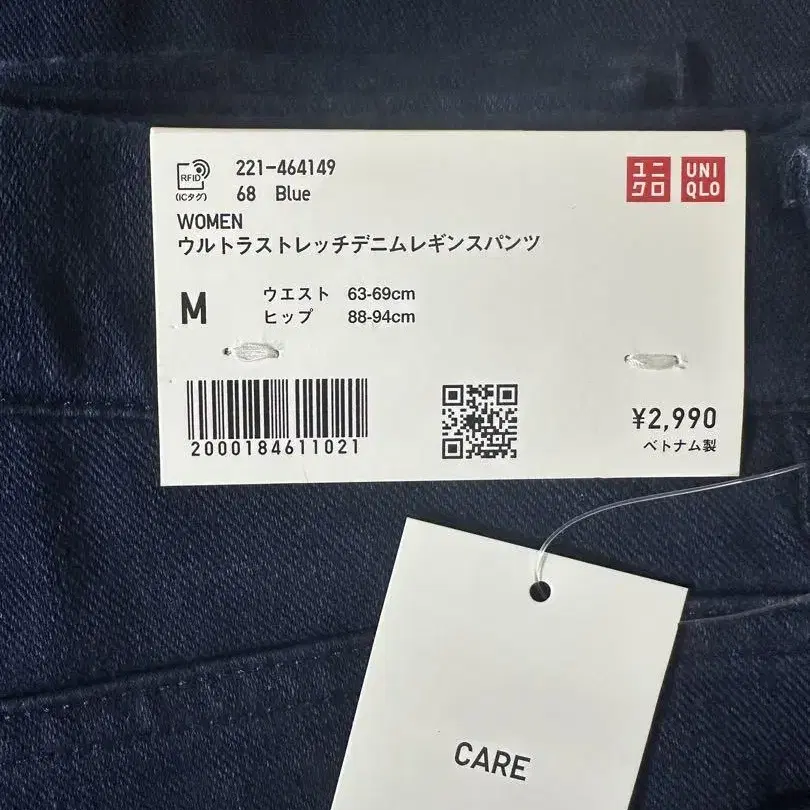 RFID
(ICタグ)
221-464149
68 Blue
ユニクロ
UNIQLO
WOMEN
ウルトラストレッチデニムレギンスパンツ
M
ウエスト 63-69cm
ヒップ 88-94cm
2000184611021
¥2,990
ベトナム製
CARE